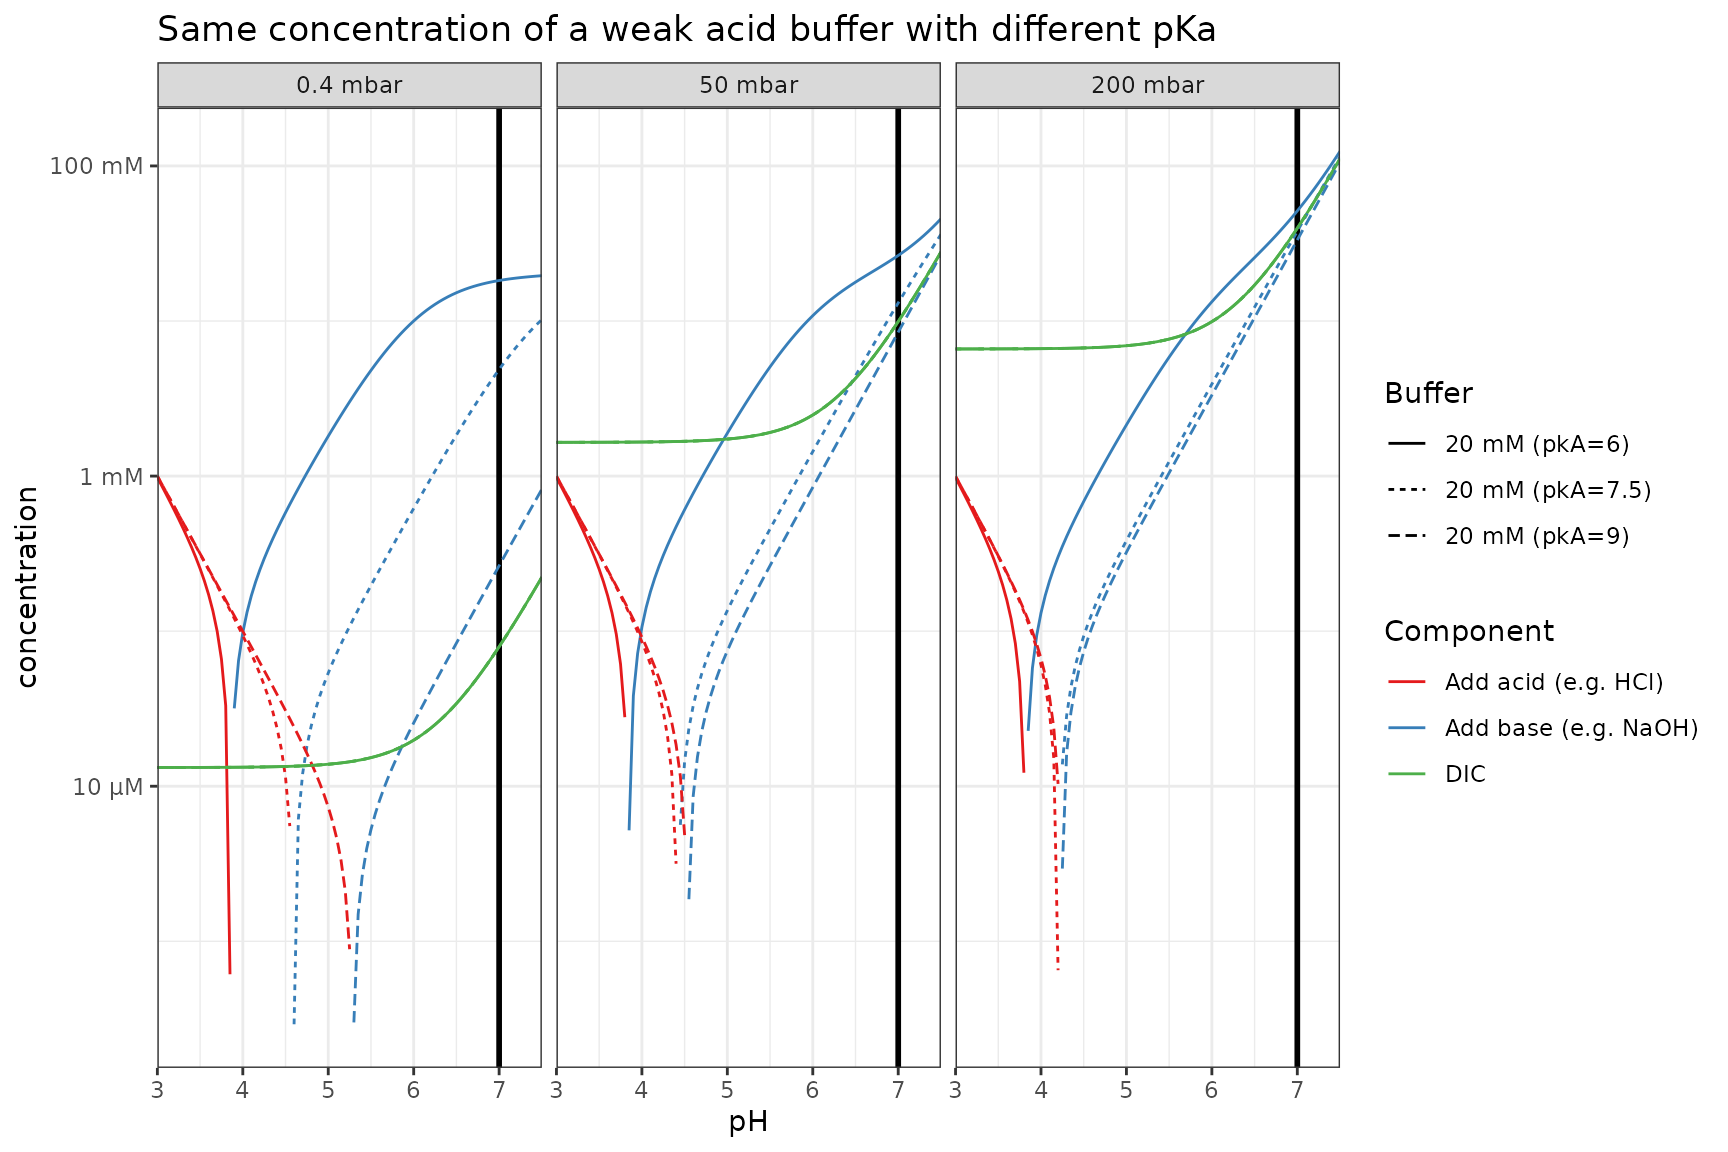 Same concentration of a weak acid buffer with different pKa
0.4 mbar
50 mbar
200 mbar
100 mM
1 mM
10 µM
concentration
3 4 5 6 7
3 4 5 6 7
3 4 5 6 7
pH
Buffer
20 mM (pkA=6)
20 mM (pkA=7.5)
20 mM (pkA=9)
Component
Add acid (e.g. HCl)
Add base (e.g. NaOH)
DIC